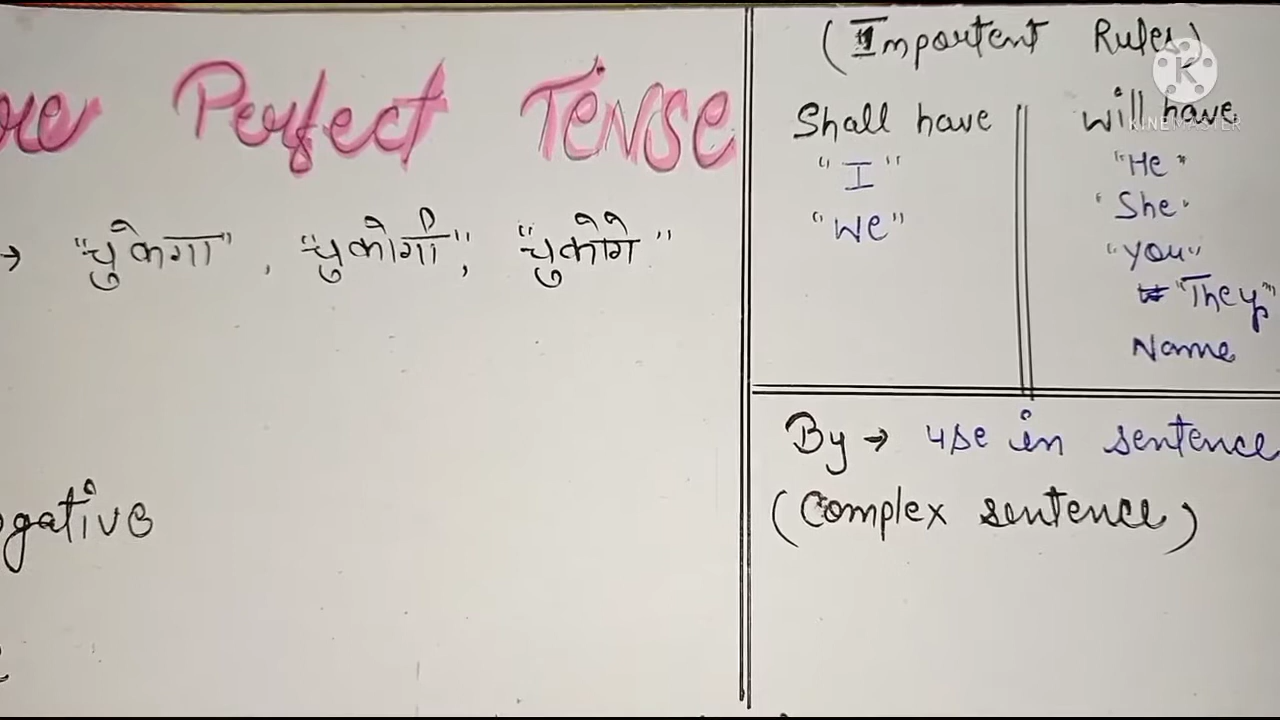 Perfect TENSE
→ "चुकेगा", "चुकोगी", "चुकोगे"
(Importent Rules)
Shall have
"I"
"We"
will have
"He"
"She"
"you"
"They"
Name
By → use in sentence
(Complex sentence)
KINEMASTER